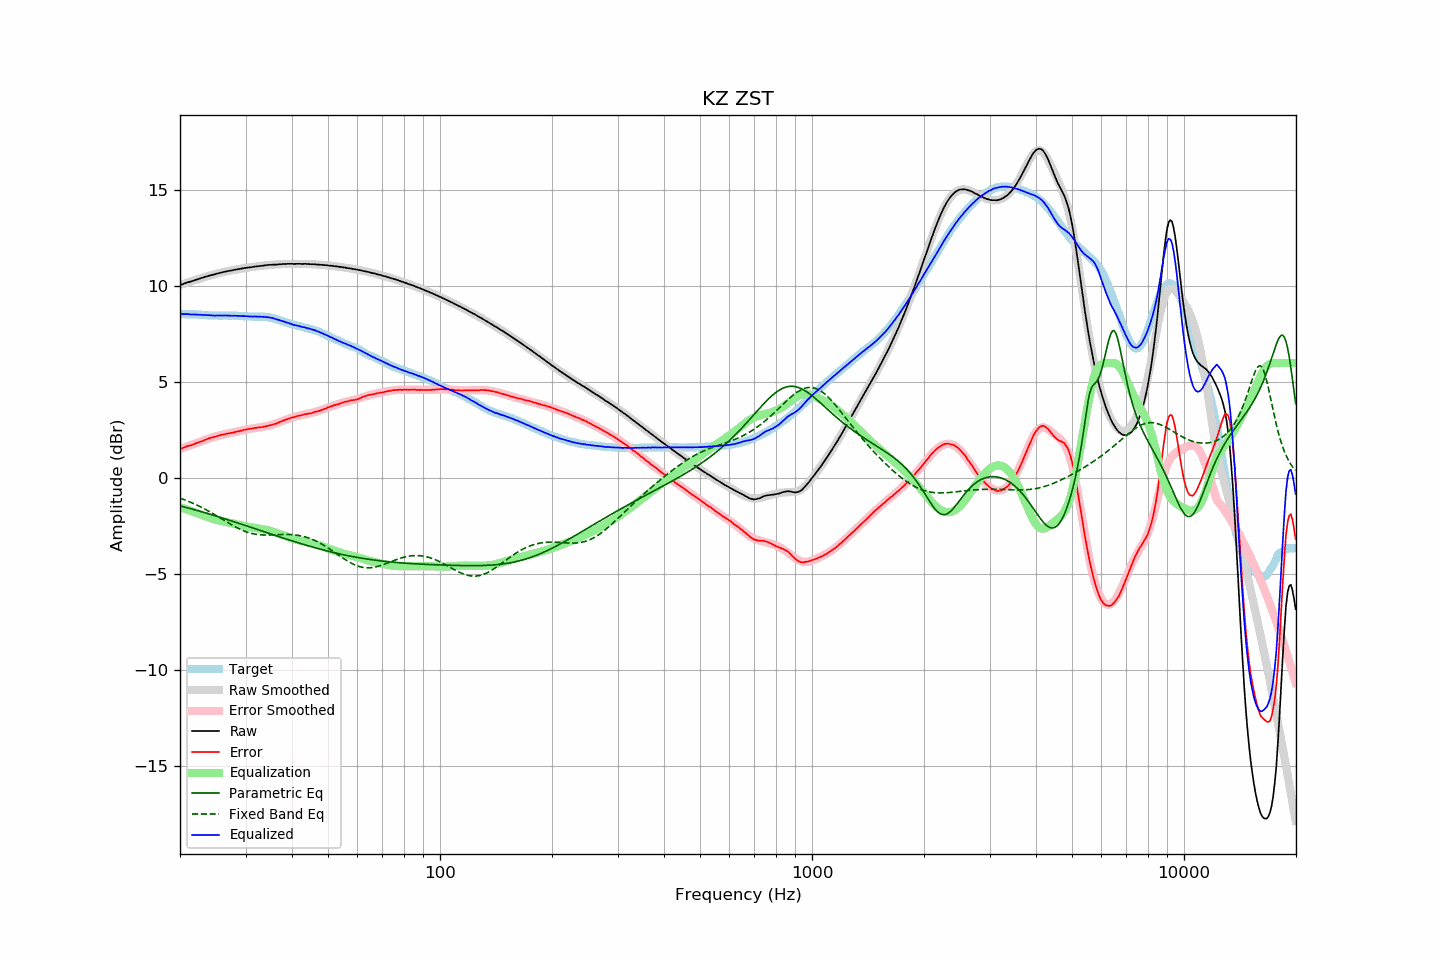 KZ ZST
Amplitude (dBr)
15
10
5
0
−5
−10
−15
Target
Raw Smoothed
Error Smoothed
Raw
Error
Equalization
Parametric Eq
Fixed Band Eq
Equalized
100 1000 10000
Frequency (Hz)